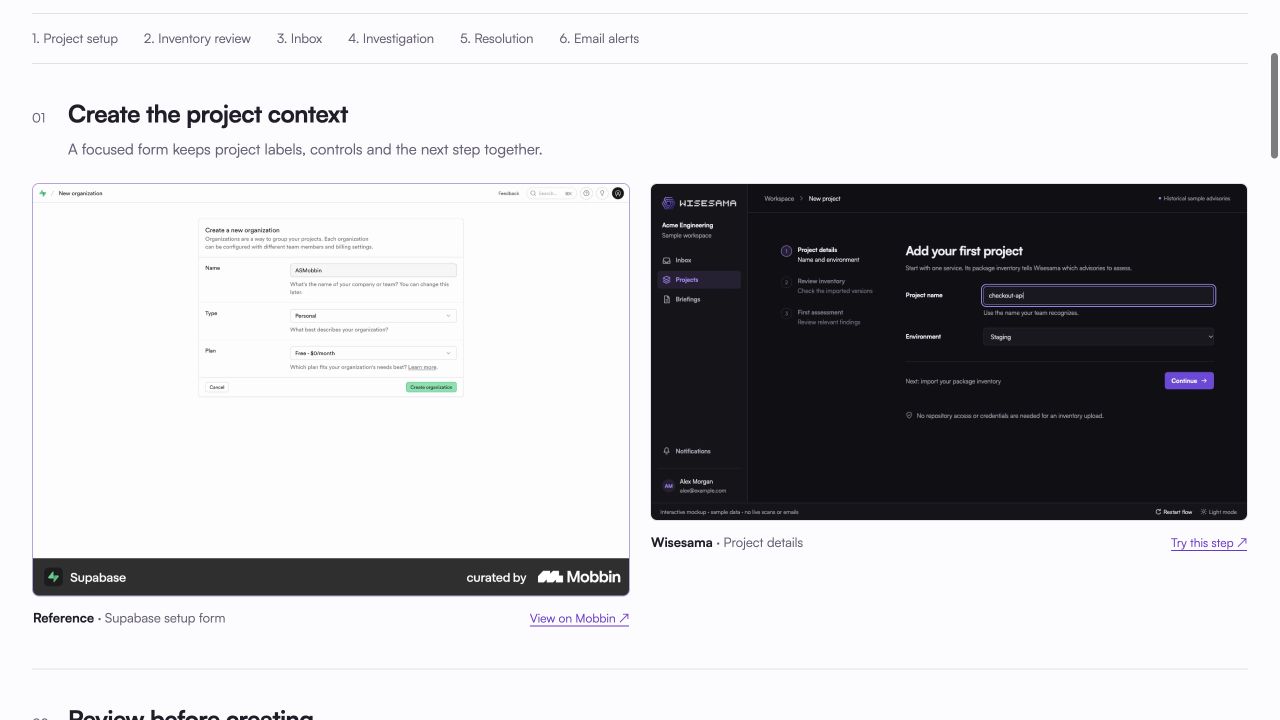 1. Project setup 2. Inventory review 3. Inbox 4. Investigation 5. Resolution 6. Email alerts
01 Create the project context
A focused form keeps project labels, controls and the next step together.
/ New organization
Feedback Search... ⌘K
Create a new organization
Organizations are a way to group your projects. Each organization
can be configured with different team members and billing settings.
Name ASMobbin
What's the name of your company or team? You can change this
later.
Type Personal
What best describes your organization?
Plan Free - $0/month
Which plan fits your organization's needs best? Learn more.
Cancel Create organization
Supabase curated by Mobbin
Reference · Supabase setup form View on Mobbin ↗
WISESAMA
Acme Engineering
Sample workspace
Inbox
Projects
Briefings
Notifications
AM Alex Morgan
alex@example.com
Workspace > New project • Historical sample advisories
1 Project details
Name and environment
2 Review inventory
Check the imported versions
3 First assessment
Review relevant findings
Add your first project
Start with one service. Its package inventory tells Wisesama which advisories to assess.
Project name checkout-api
Use the name your team recognizes.
Environment Staging
Next: import your package inventory Continue →
No repository access or credentials are needed for an inventory upload.
Interactive mockup · sample data · no live scans or emails Restart flow Light mode
Wisesama · Project details Try this step ↗
Review before creating